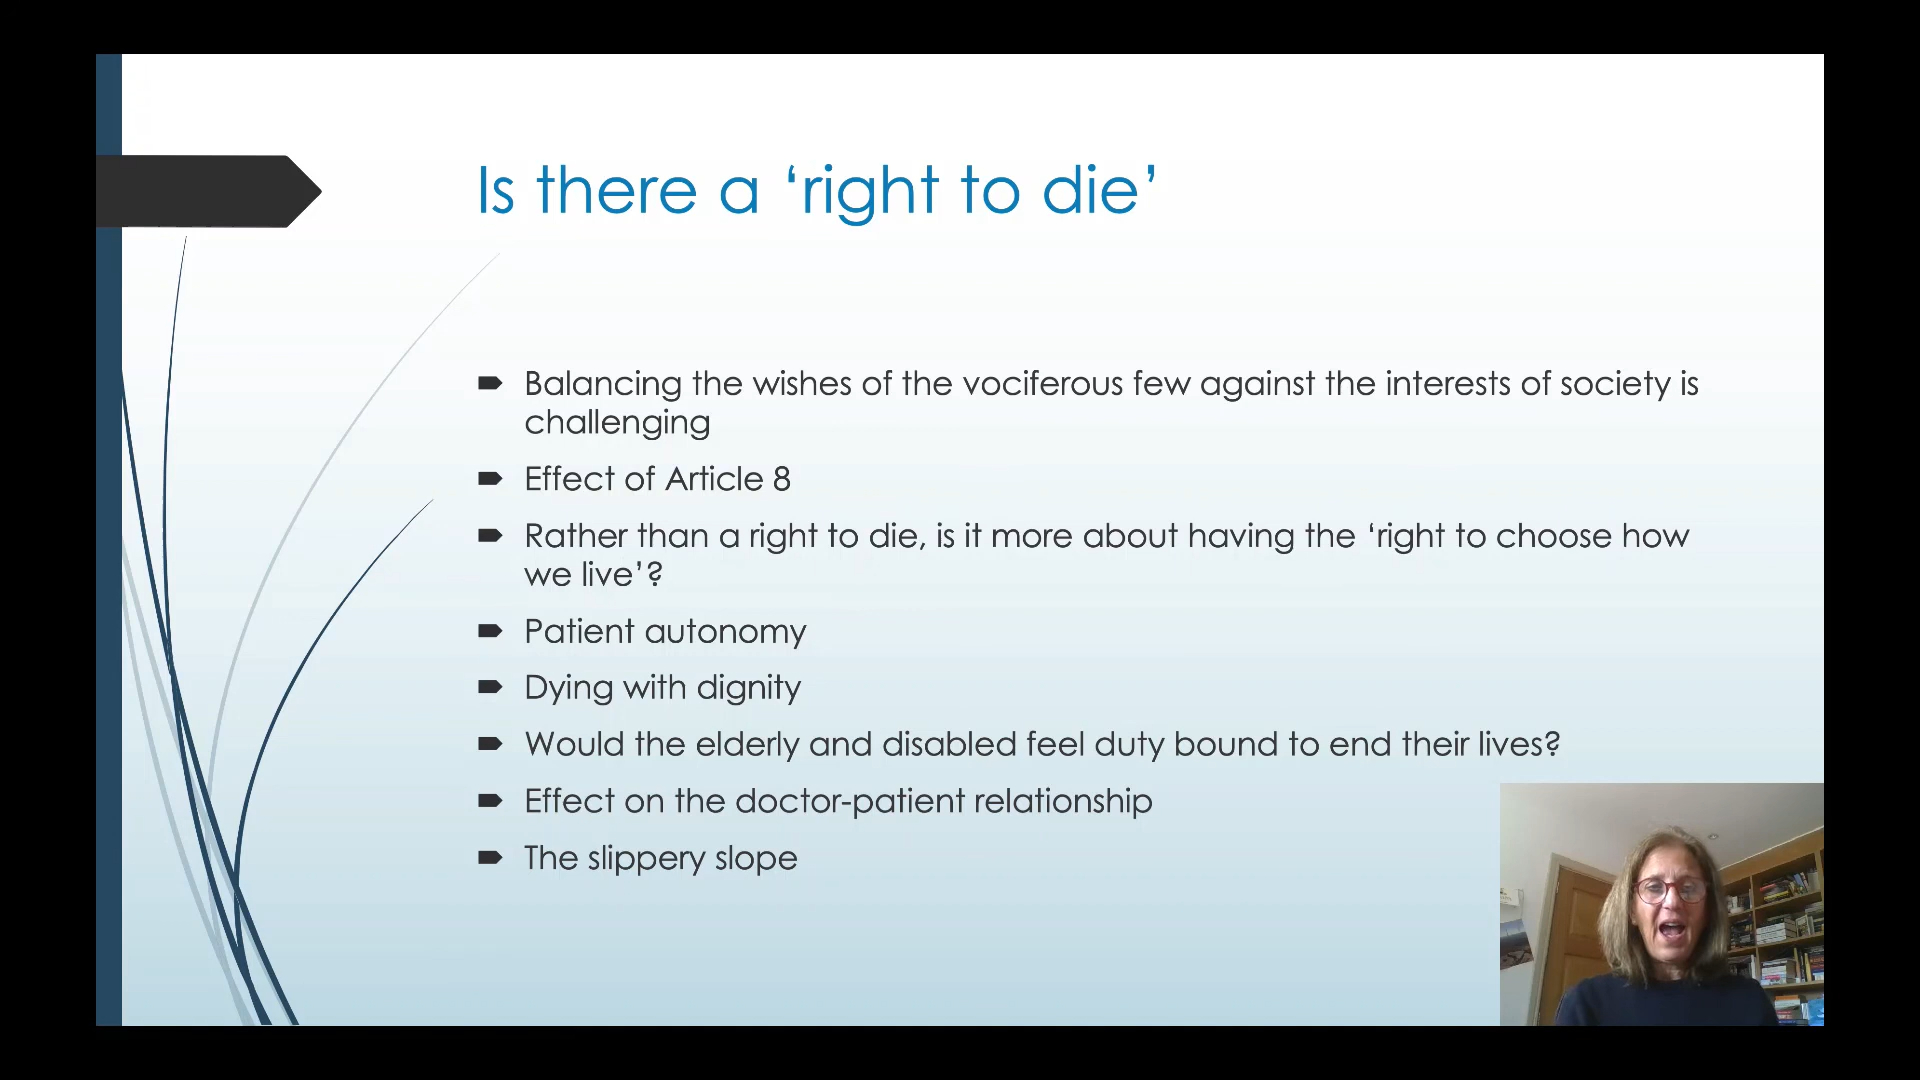 Is there a ‘right to die’
Balancing the wishes of the vociferous few against the interests of society is
challenging
Effect of Article 8
Rather than a right to die, is it more about having the ‘right to choose how
we live’?
Patient autonomy
Dying with dignity
Would the elderly and disabled feel duty bound to end their lives?
Effect on the doctor-patient relationship
The slippery slope